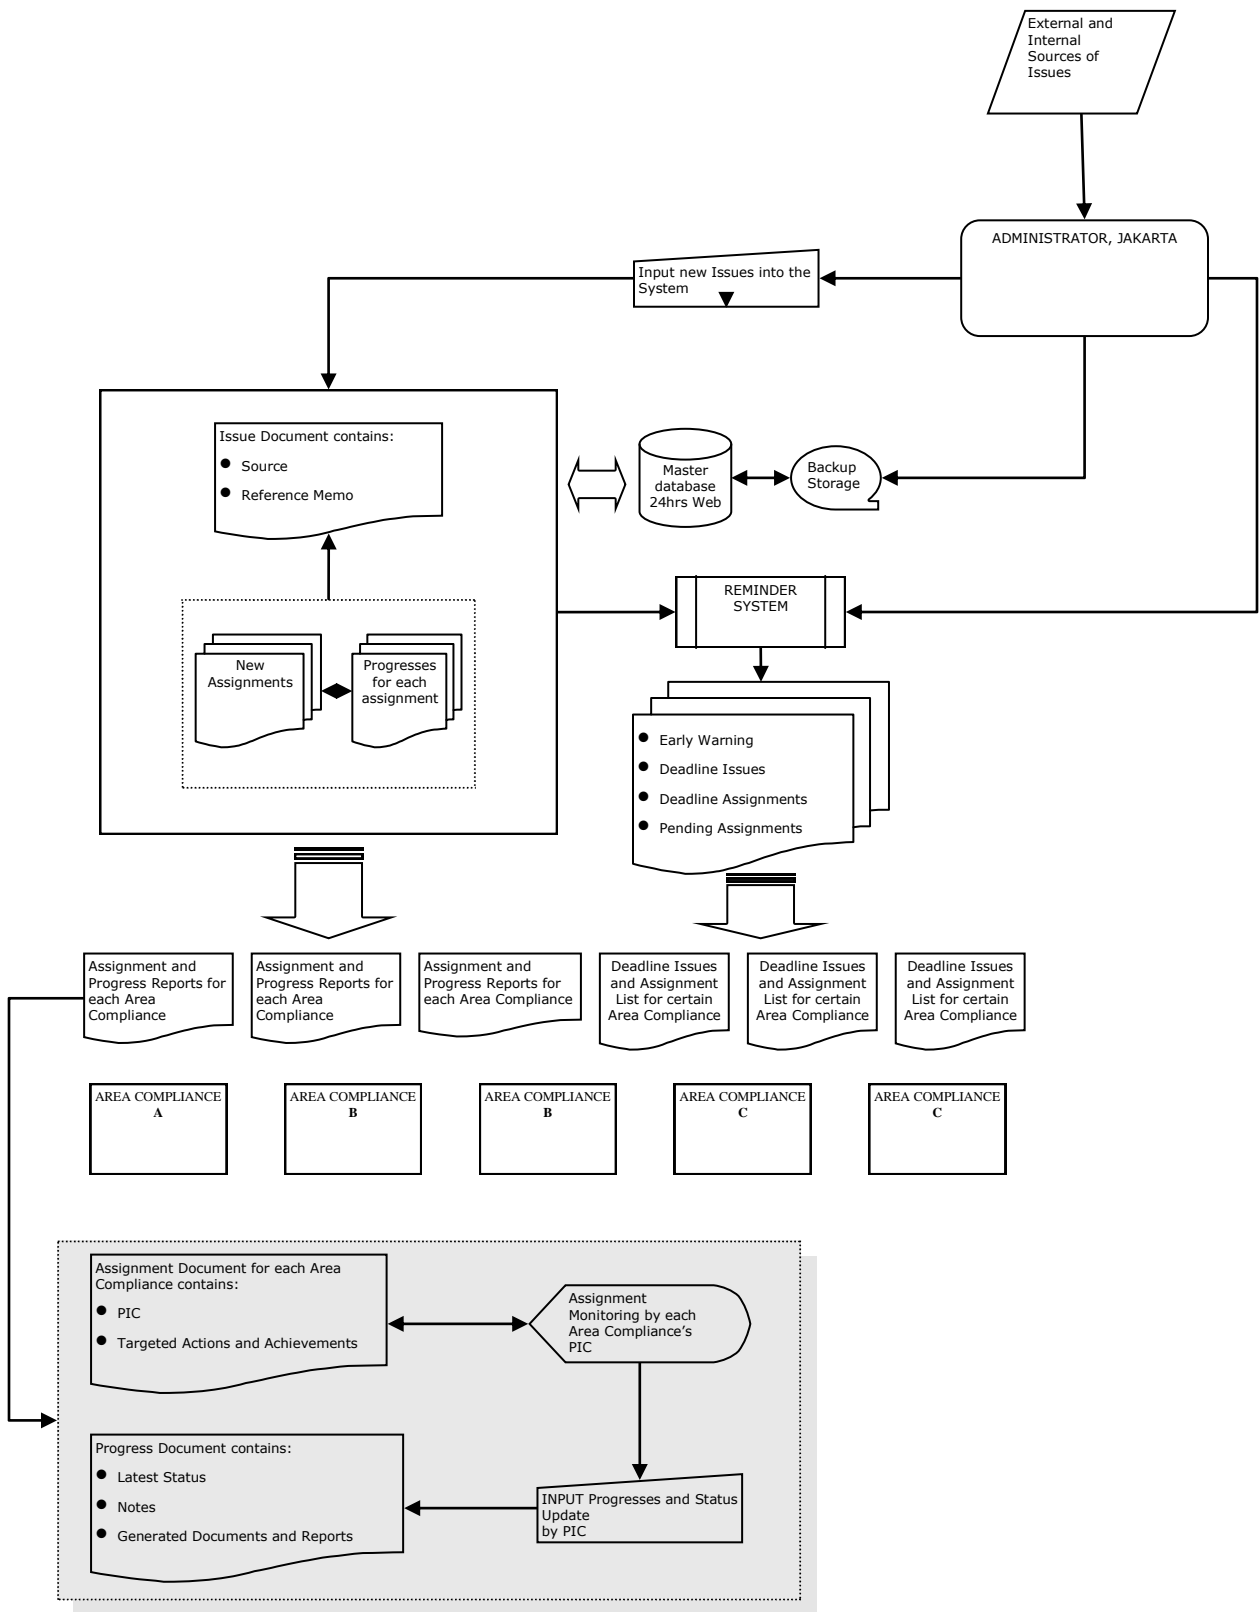 External and
Internal
Sources of
Issues
ADMINISTRATOR, JAKARTA
Input new Issues into the
System
Issue Document contains:
● Source
● Reference Memo
Master
database
24hrs Web
Backup
Storage
REMINDER
SYSTEM
New
Assignments
Progresses
for each
assignment
● Early Warning
● Deadline Issues
● Deadline Assignments
● Pending Assignments
Assignment and
Progress Reports for
each Area
Compliance
Assignment and
Progress Reports for
each Area
Compliance
Assignment and
Progress Reports for
each Area Compliance
Deadline Issues
and Assignment
List for certain
Area Compliance
Deadline Issues
and Assignment
List for certain
Area Compliance
Deadline Issues
and Assignment
List for certain
Area Compliance
AREA COMPLIANCE
A
AREA COMPLIANCE
B
AREA COMPLIANCE
B
AREA COMPLIANCE
C
AREA COMPLIANCE
C
Assignment Document for each Area
Compliance contains:
● PIC
● Targeted Actions and Achievements
Assignment
Monitoring by each
Area Compliance's
PIC
Progress Document contains:
● Latest Status
● Notes
● Generated Documents and Reports
INPUT Progresses and Status
Update
by PIC